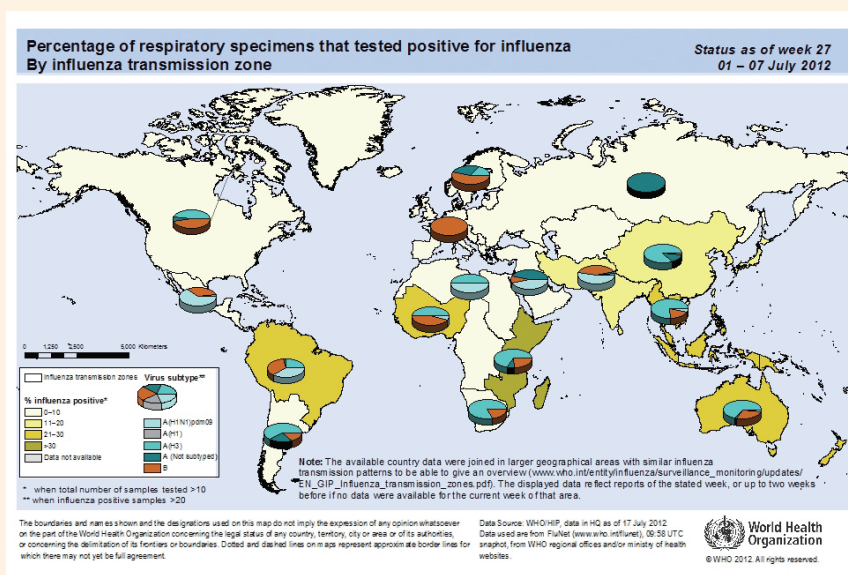 Percentage of respiratory specimens that tested positive for influenza
By influenza transmission zone
Status as of week 27
01 – 07 July 2012
0 1,250 2,500 5,000 Kilometers
Influenza transmission zones
Virus subtype**
% influenza positive*
0–10
11–20
21–30
>30
Data not available
A(H1N1)pdm09
A(H1)
A(H3)
A (Not subtyped)
B
* when total number of samples tested >10
** when influenza positive samples >20
Note: The available country data were joined in larger geographical areas with similar influenza
transmission patterns to be able to give an overview (www.who.int/entity/influenza/surveillance_monitoring/updates/
EN_GIP_Influenza_transmission_zones.pdf). The displayed data reflect reports of the stated week, or up to two weeks
before if no data were available for the current week of that area.
The boundaries and names shown and the designations used on this map do not imply the expression of any opinion whatsoever
on the part of the World Health Organization concerning the legal status of any country, territory, city or area or of its authorities,
or concerning the delimitation of its frontiers or boundaries. Dotted and dashed lines on maps represent approximate border lines for
which there may not yet be full agreement.
Data Source: WHO/HIP, data in HQ as of 17 July 2012
Data used are from FluNet (www.who.int/flunet), 09:58 UTC
snapshot, from WHO regional offices and/or ministry of health
websites.
World Health
Organization
© WHO 2012. All rights reserved.